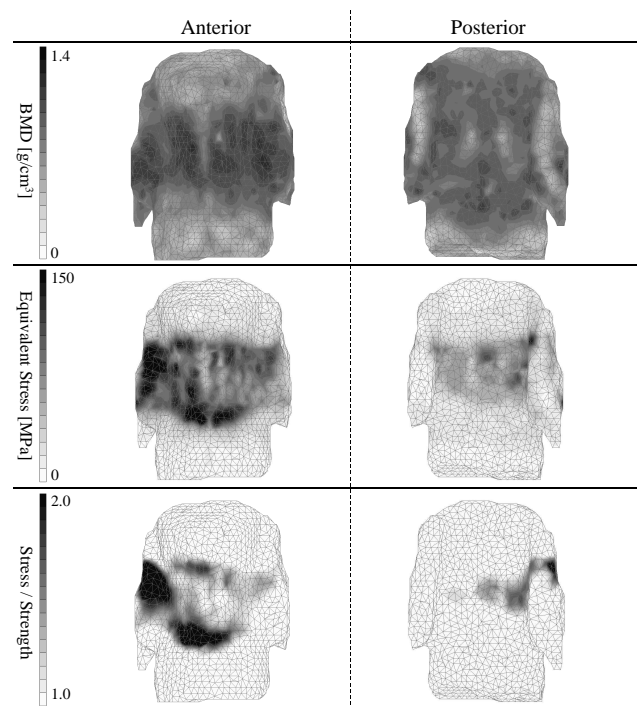 Anterior
Posterior
1.4
BMD [g/cm³]
0
150
Equivalent Stress [MPa]
0
2.0
Stress / Strength
1.0